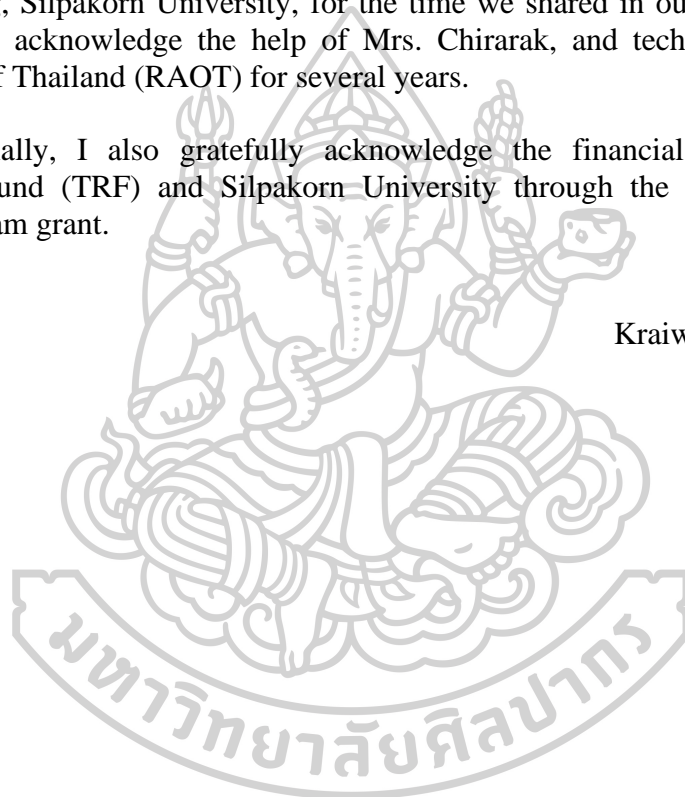 , Silpakorn University, for the time we shared in ou
acknowledge the help of Mrs. Chirarak, and tech
f Thailand (RAOT) for several years.
ally, I also gratefully acknowledge the financial
und (TRF) and Silpakorn University through the
am grant.
Kraiw
มหาวิทยาลัยศิลปากร